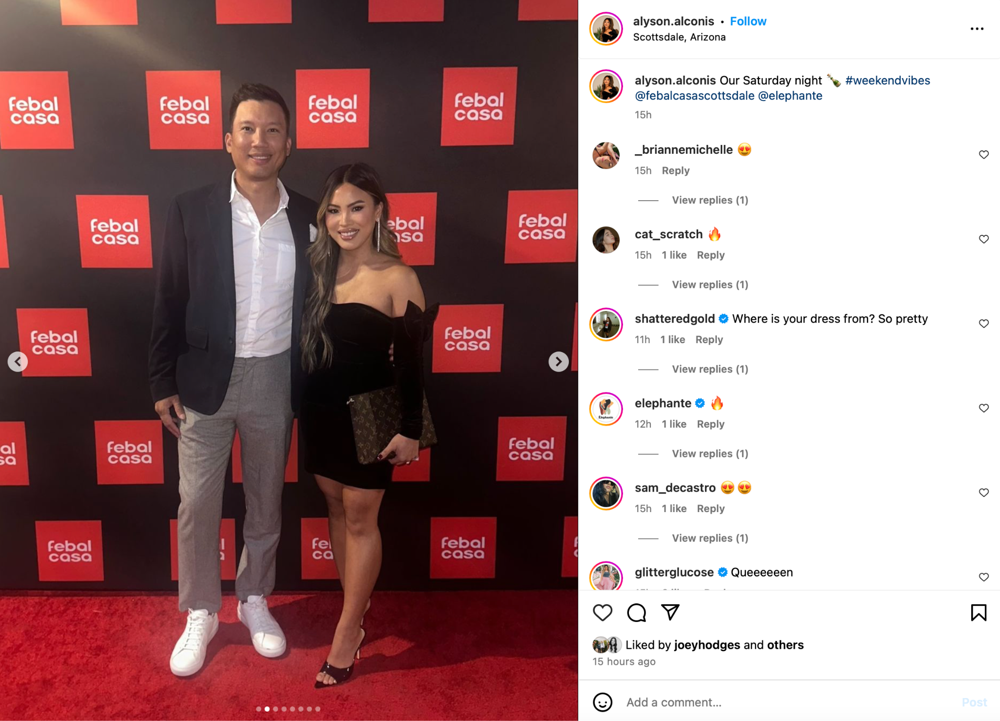 febal
casa
febal
casa
febal
casa
febal
casa
febal
casa
ebal
asa
febal
casa
febal
casa
febal
casa
al
sa
febal
casa
febal
casa
febal
casa
fel
ca
febal
casa
alyson.alconis • Follow
Scottsdale, Arizona
alyson.alconis Our Saturday night 🍾 #weekendvibes
@febalcasascottsdale @elephante
15h
_briannemichelle 😍
15h Reply
View replies (1)
cat_scratch 🔥
15h 1 like Reply
View replies (1)
shatteredgold Where is your dress from? So pretty
11h 1 like Reply
View replies (1)
Elephante
elephante 🔥
12h 1 like Reply
View replies (1)
sam_decastro 😍😍
15h 1 like Reply
View replies (1)
glitterglucose Queeeeeen
Liked by joeyhodges and others
15 hours ago
Add a comment...
Post